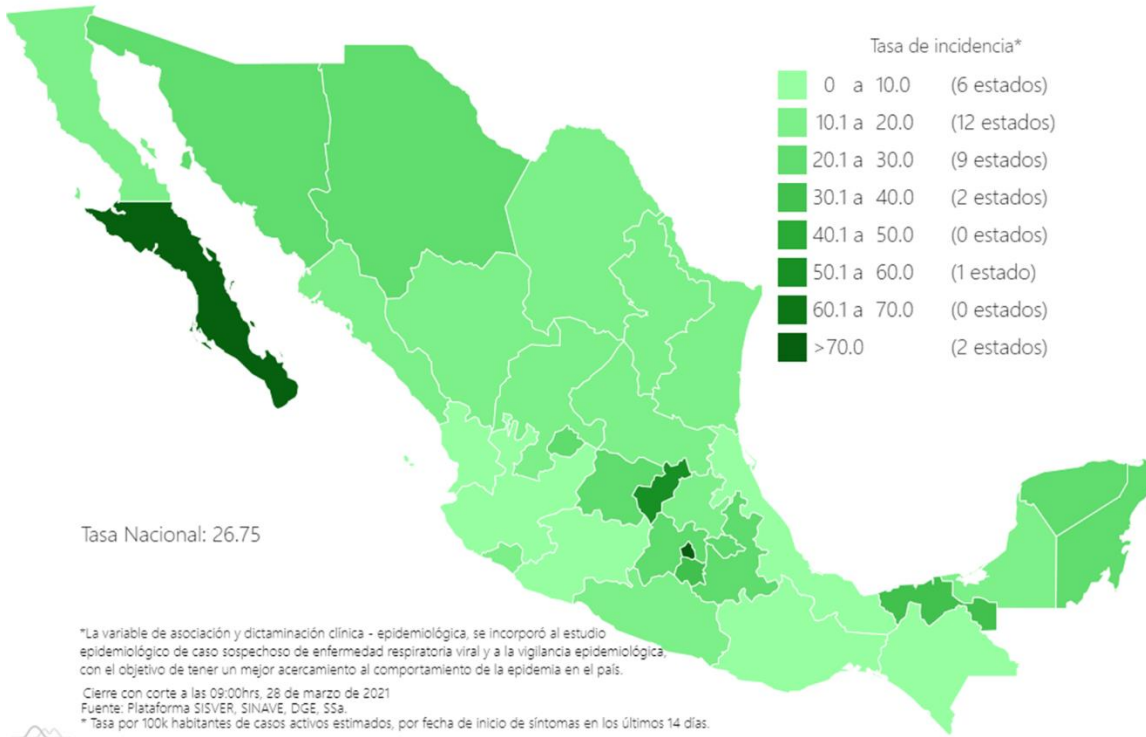 Tasa de incidencia*
0 a 10.0 (6 estados)
10.1 a 20.0 (12 estados)
20.1 a 30.0 (9 estados)
30.1 a 40.0 (2 estados)
40.1 a 50.0 (0 estados)
50.1 a 60.0 (1 estado)
60.1 a 70.0 (0 estados)
>70.0 (2 estados)
Tasa Nacional: 26.75
*La variable de asociación y dictaminación clínica - epidemiológica, se incorporó al estudio
epidemiológico de caso sospechoso de enfermedad respiratoria viral y a la vigilancia epidemiológica,
con el objetivo de tener un mejor acercamiento al comportamiento de la epidemia en el país.
Cierre con corte a las 09:00hrs, 28 de marzo de 2021
Fuente: Plataforma SISVER, SINAVE, DGE, SSa.
* Tasa por 100k habitantes de casos activos estimados, por fecha de inicio de síntomas en los últimos 14 días.